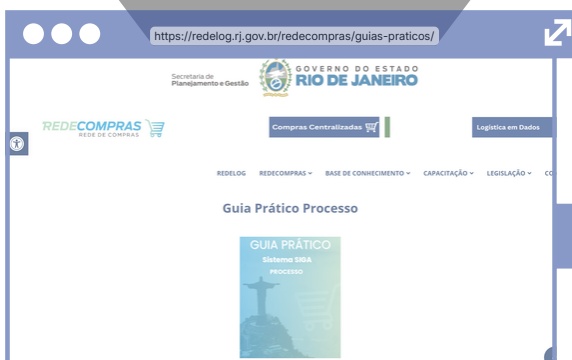 https://redelog.rj.gov.br/redecompras/guias-praticos/
Secretaria de
Planejamento e Gestão
GOVERNO DO ESTADO
RIO DE JANEIRO
REDECOMPRAS
REDE DE COMPRAS
Compras Centralizadas
Logística em Dados
REDELOG REDECOMPRAS BASE DE CONHECIMENTO CAPACITAÇÃO LEGISLAÇÃO CO
Guia Prático Processo
GUIA PRÁTICO
Sistema SIGA
PROCESSO